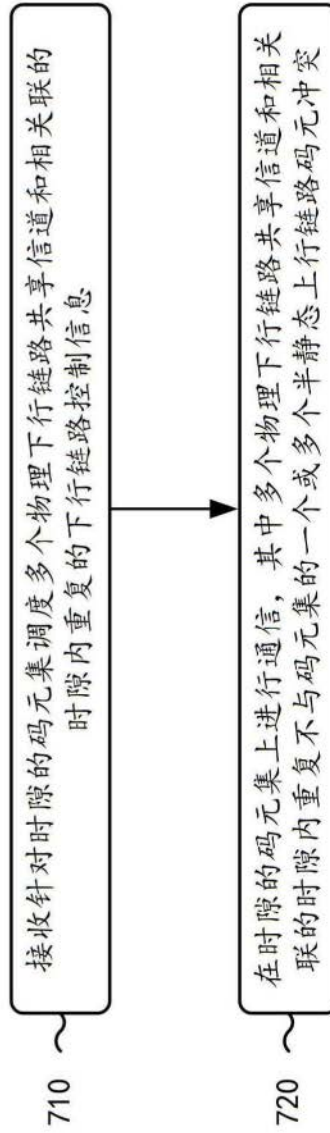 710
接收针对时隙的码元集调度多个物理下行链路共享信道和相关联的
时隙内重复的下行链路控制信息
720
在时隙的码元集上进行通信，其中多个物理下行链路共享信道和相关
联的时隙内重复不与码元集的一个或多个半静态上行链路码元冲突